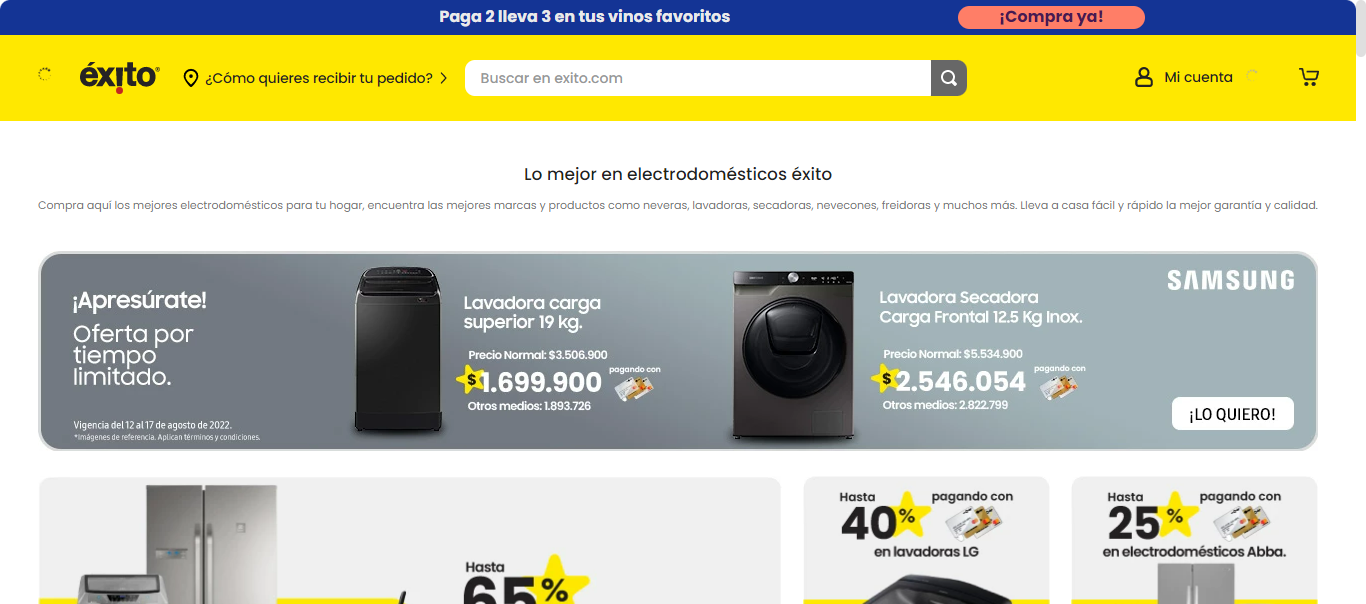 Paga 2 lleva 3 en tus vinos favoritos
¡Compra ya!
éxito
¿Cómo quieres recibir tu pedido?
Buscar en exito.com
Mi cuenta
Lo mejor en electrodomésticos éxito
Compra aquí los mejores electrodomésticos para tu hogar, encuentra las mejores marcas y productos como neveras, lavadoras, secadoras, nevecones, freidoras y muchos más. Lleva a casa fácil y rápido la mejor garantía y calidad.
¡Apresúrate!
Oferta por
tiempo
limitado.
Vigencia del 12 al 17 de agosto de 2022.
*Imágenes de referencia. Aplican términos y condiciones.
Lavadora carga
superior 19 kg.
Precio Normal: $3.506.900
$1.699.900
pagando con
Otros medios: 1.893.726
Lavadora Secadora
Carga Frontal 12.5 Kg Inox.
Precio Normal: $5.534.900
$2.546.054
pagando con
Otros medios: 2.822.799
SAMSUNG
¡LO QUIERO!
Hasta
65%
Hasta
40%
pagando con
en lavadoras LG
Hasta
25%
pagando con
en electrodomésticos Abba.